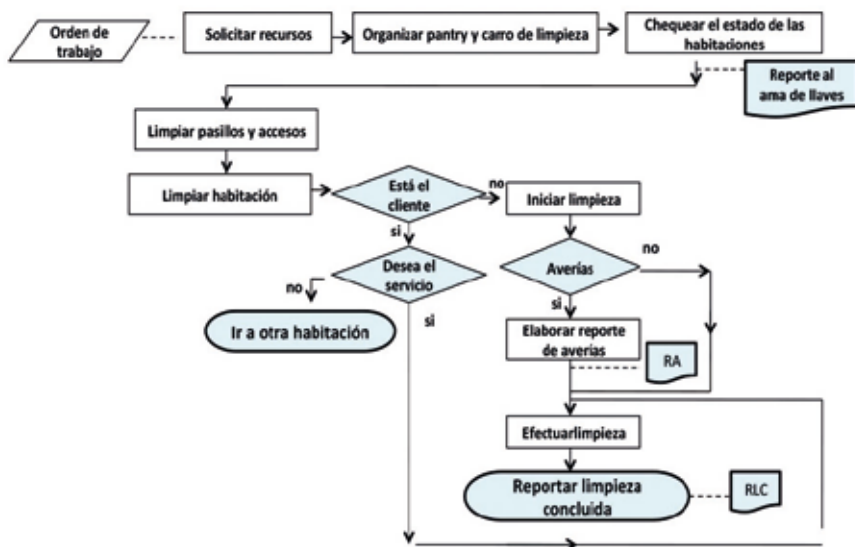 Orden de
trabajo
Solicitar recursos
Organizar pantry y carro de limpieza
Chequear el estado de las
habitaciones
Reporte al
ama de llaves
Limpiar pasillos y accesos
Limpiar habitación
Está el
cliente
no
Iniciar limpieza
si
Desea el
servicio
no
si
Ir a otra habitación
Averías
no
si
Elaborar reporte
de averías
RA
Efectuarlimpieza
Reportar limpieza
concluida
RLC